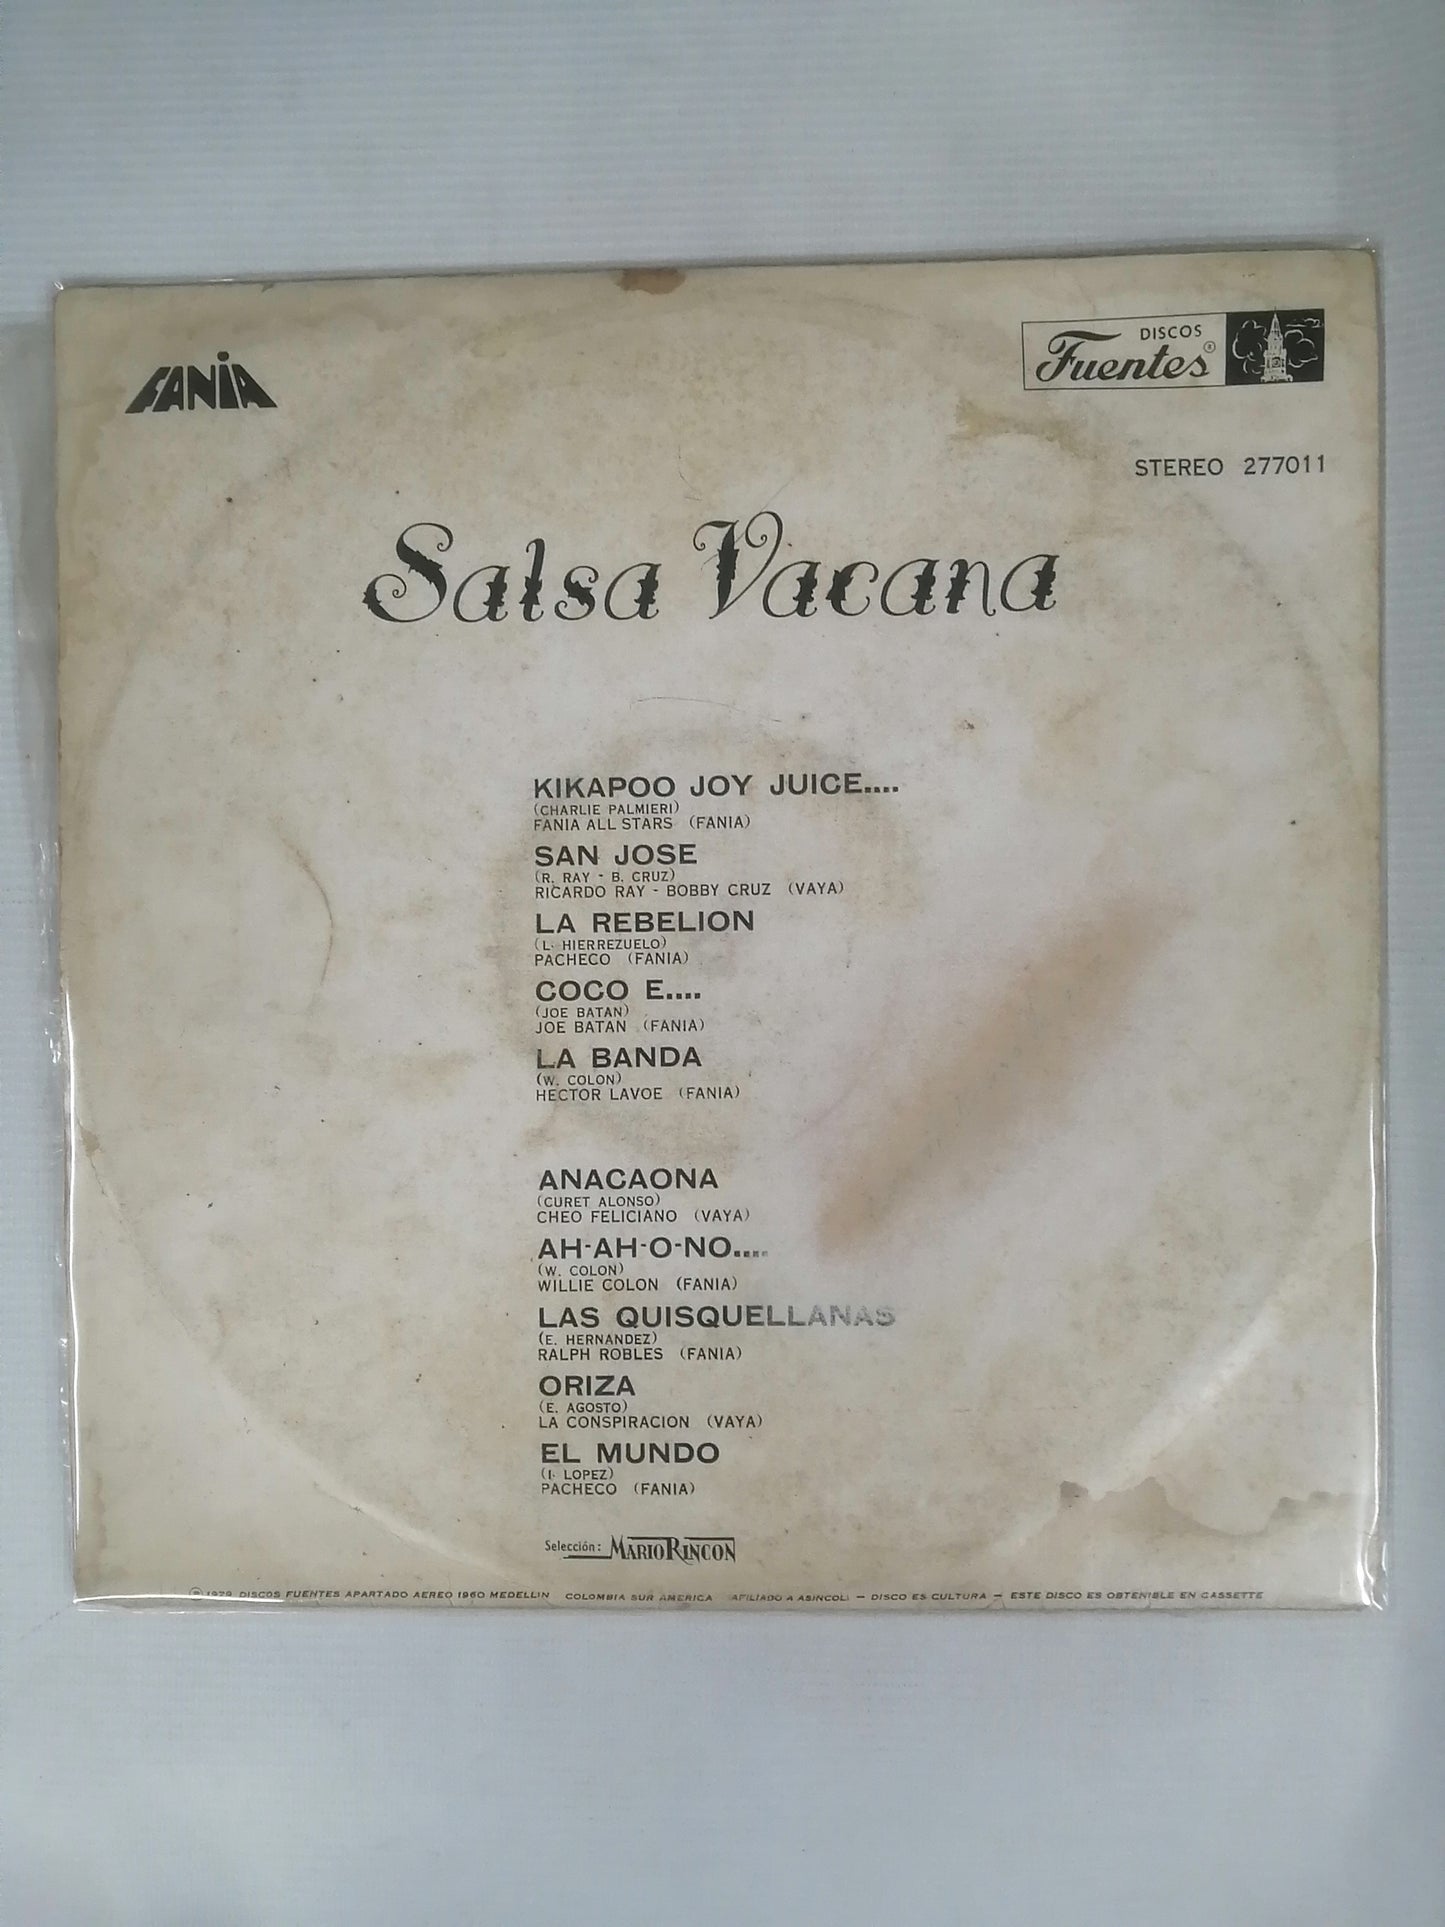 FANIA
DISCOS
Fuentes®
STEREO 277011
Salsa Vacana
KIKAPOO JOY JUICE....
(CHARLIE PALMIERI)
FANIA ALL STARS (FANIA)
SAN JOSE
(R. RAY - B. CRUZ)
RICARDO RAY - BOBBY CRUZ (VAYA)
LA REBELION
(L. HIERREZUELO)
PACHECO (FANIA)
COCO E....
(JOE BATAN)
JOE BATAN (FANIA)
LA BANDA
(W. COLON)
HECTOR LAVOE (FANIA)
ANACAONA
(CURET ALONSO)
CHEO FELICIANO (VAYA)
AH-AH-O-NO....
(W. COLON)
WILLIE COLON (FANIA)
LAS QUISQUELLANAS
(E. HERNANDEZ)
RALPH ROBLES (FANIA)
ORIZA
(E. AGOSTO)
LA CONSPIRACION (VAYA)
EL MUNDO
(I. LOPEZ)
PACHECO (FANIA)
Selección: MARIO RINCON
DISCOS FUENTES APARTADO AEREO 1960 MEDELLIN COLOMBIA SUR AMERICA AFILIADO A ASINCOL — DISCO ES CULTURA — ESTE DISCO ES OBTENIBLE EN CASSETTE